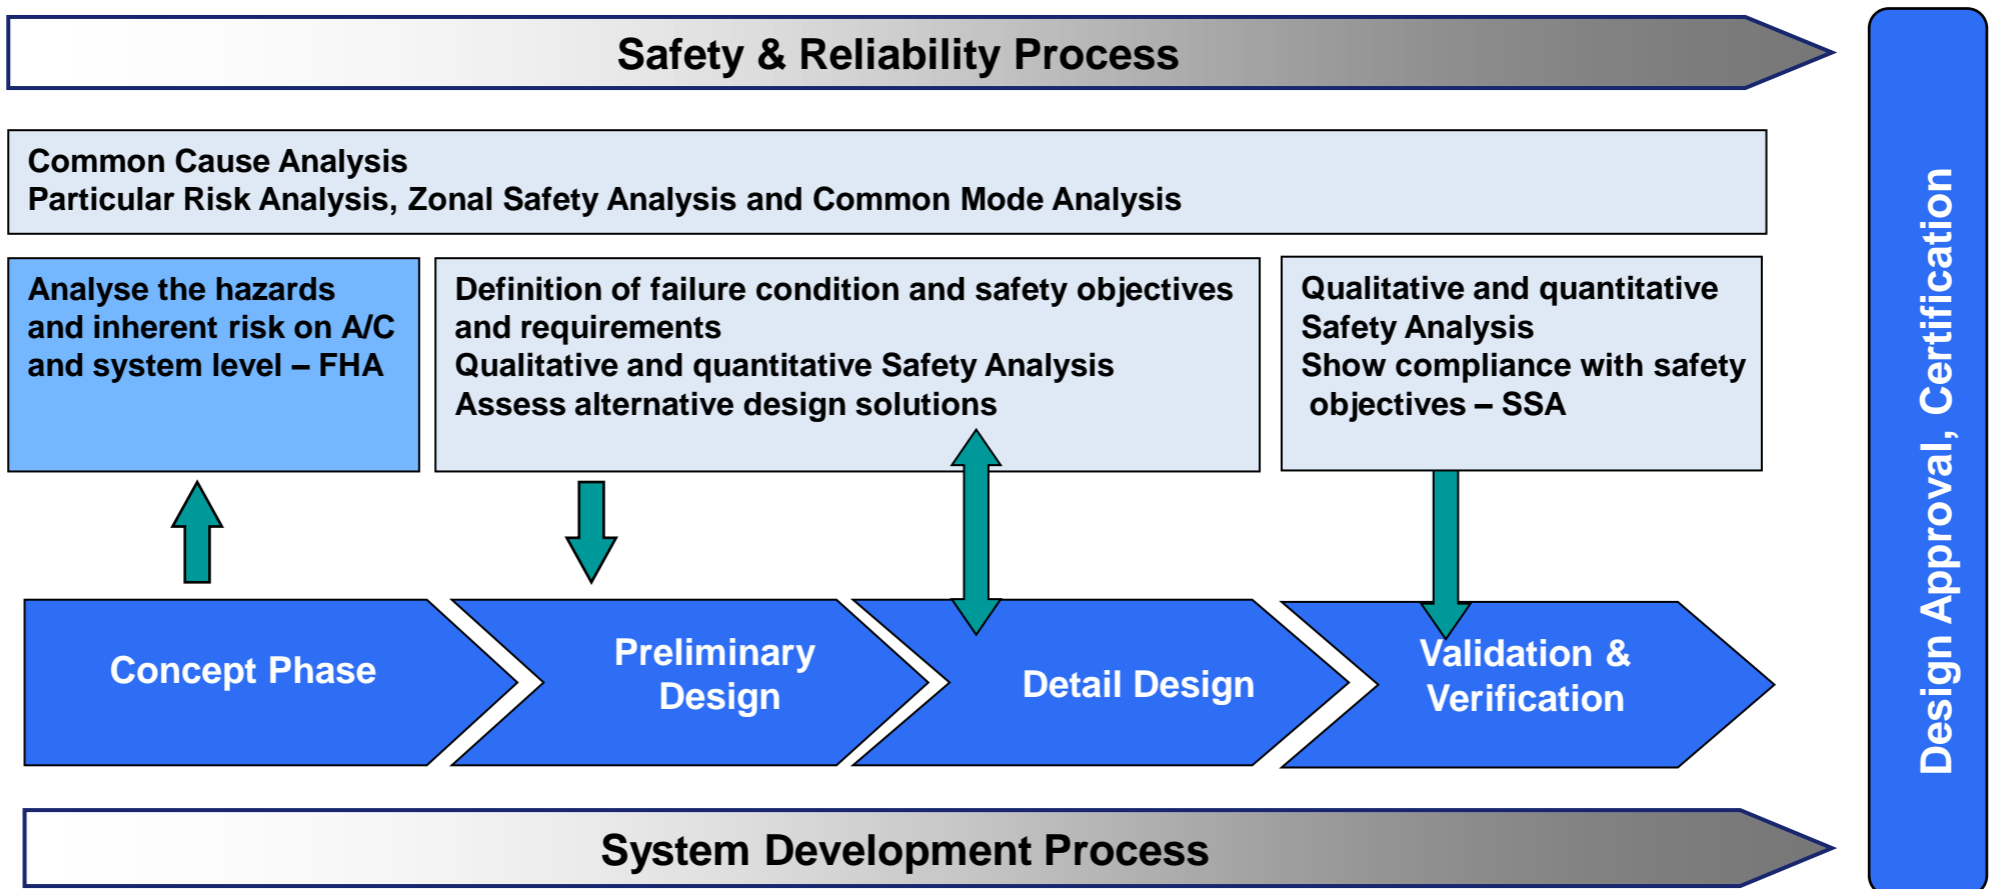 Safety & Reliability Process
Common Cause Analysis
Particular Risk Analysis, Zonal Safety Analysis and Common Mode Analysis
Analyse the hazards
and inherent risk on A/C
and system level – FHA
Definition of failure condition and safety objectives
and requirements
Qualitative and quantitative Safety Analysis
Assess alternative design solutions
Qualitative and quantitative
Safety Analysis
Show compliance with safety
objectives – SSA
Concept Phase
Preliminary
Design
Detail Design
Validation &
Verification
System Development Process
Design Approval, Certification